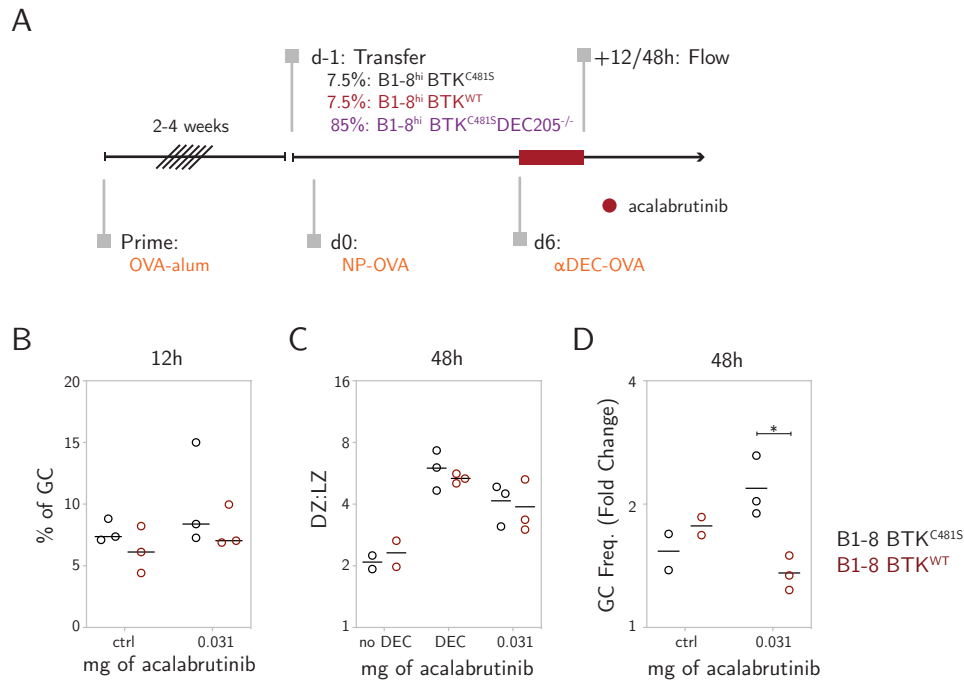 A
d-1: Transfer
7.5%: B1-8hi BTKC481S
7.5%: B1-8hi BTKWT
85%: B1-8hi BTKC481SDEC205-/-
+12/48h: Flow
2-4 weeks
acalabrutinib
Prime:
OVA-alum
d0:
NP-OVA
d6:
αDEC-OVA
B
12h
% of GC
20
15
10
5
0
ctrl
0.031
mg of acalabrutinib
C
48h
DZ:LZ
16
8
4
2
1
no DEC
DEC
0.031
mg of acalabrutinib
D
48h
GC Freq. (Fold Change)
4
2
1
*
ctrl
0.031
mg of acalabrutinib
B1-8 BTKC481S
B1-8 BTKWT